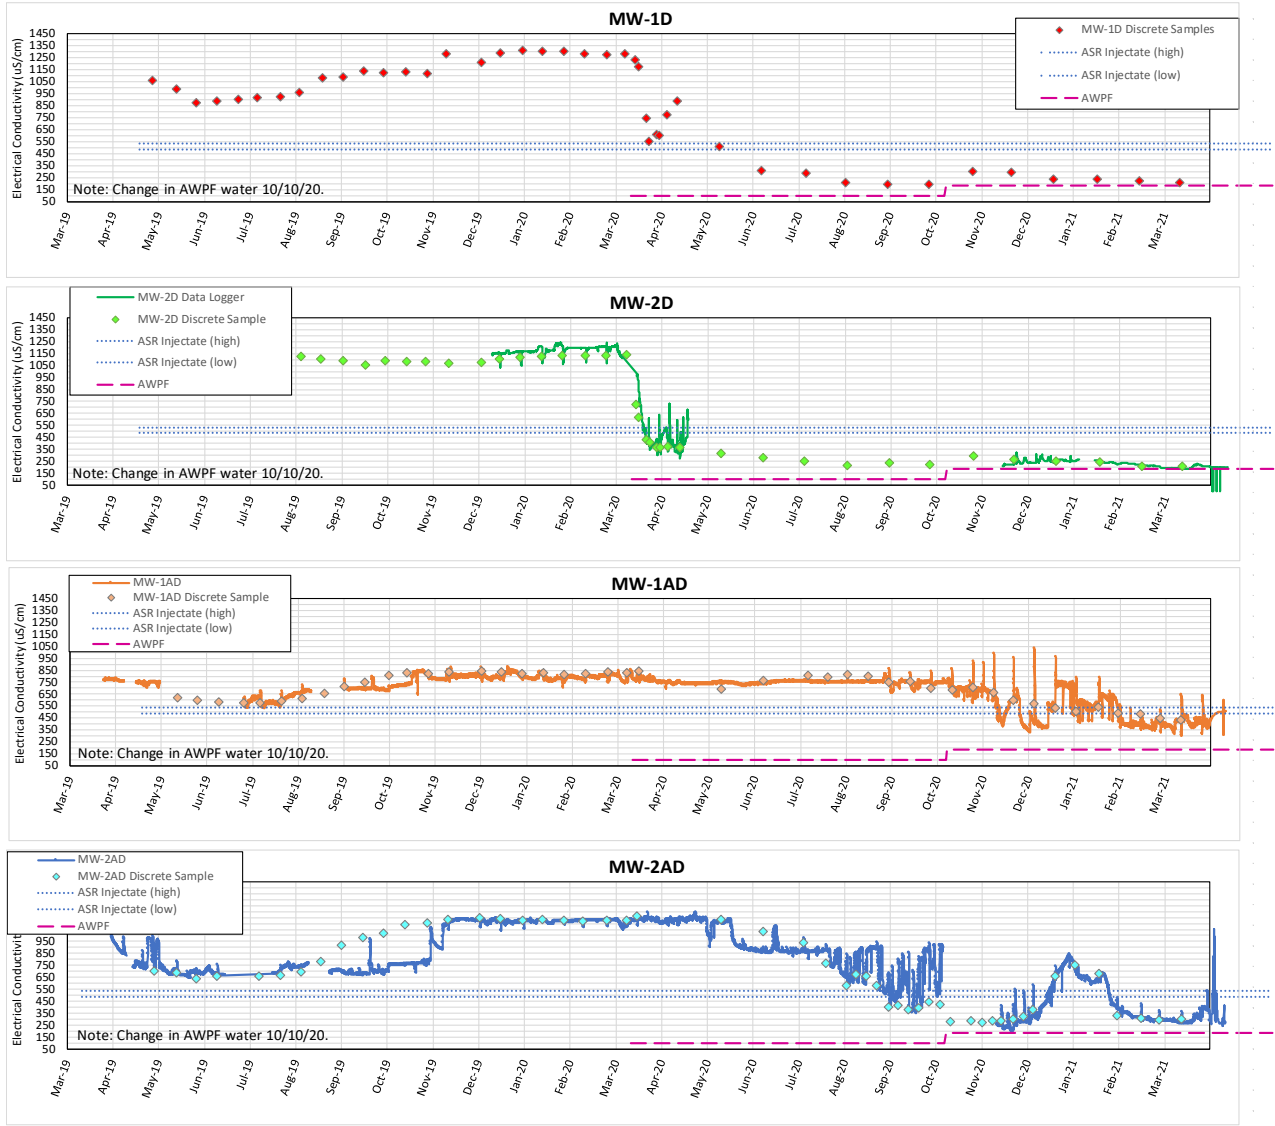 MW-1D
MW-1D Discrete Samples
ASR Injectate (high)
ASR Injectate (low)
AWPF
Electrical Conductivity (uS/cm)
1450
1350
1250
1150
1050
950
850
750
650
550
450
350
250
150
50
Note: Change in AWPF water 10/10/20.
Mar-19 Apr-19 May-19 Jun-19 Jul-19 Aug-19 Sep-19 Oct-19 Nov-19 Dec-19 Jan-20 Feb-20 Mar-20 Apr-20 May-20 Jun-20 Jul-20 Aug-20 Sep-20 Oct-20 Nov-20 Dec-20 Jan-21 Feb-21 Mar-21
MW-2D
MW-2D Data Logger
MW-2D Discrete Sample
ASR Injectate (high)
ASR Injectate (low)
AWPF
Electrical Conductivity (uS/cm)
1450
1350
1250
1150
1050
950
850
750
650
550
450
350
250
150
50
Note: Change in AWPF water 10/10/20.
Mar-19 Apr-19 May-19 Jun-19 Jul-19 Aug-19 Sep-19 Oct-19 Nov-19 Dec-19 Jan-20 Feb-20 Mar-20 Apr-20 May-20 Jun-20 Jul-20 Aug-20 Sep-20 Oct-20 Nov-20 Dec-20 Jan-21 Feb-21 Mar-21
MW-1AD
MW-1AD
MW-1AD Discrete Sample
ASR Injectate (high)
ASR Injectate (low)
AWPF
Electrical Conductivity (uS/cm)
1450
1350
1250
1150
1050
950
850
750
650
550
450
350
250
150
50
Note: Change in AWPF water 10/10/20.
Mar-19 Apr-19 May-19 Jun-19 Jul-19 Aug-19 Sep-19 Oct-19 Nov-19 Dec-19 Jan-20 Feb-20 Mar-20 Apr-20 May-20 Jun-20 Jul-20 Aug-20 Sep-20 Oct-20 Nov-20 Dec-20 Jan-21 Feb-21 Mar-21
MW-2AD
MW-2AD
MW-2AD Discrete Sample
ASR Injectate (high)
ASR Injectate (low)
AWPF
Electrical Conductivi
950
850
750
650
550
450
350
250
150
50
Note: Change in AWPF water 10/10/20.
Mar-19 Apr-19 May-19 Jun-19 Jul-19 Aug-19 Sep-19 Oct-19 Nov-19 Dec-19 Jan-20 Feb-20 Mar-20 Apr-20 May-20 Jun-20 Jul-20 Aug-20 Sep-20 Oct-20 Nov-20 Dec-20 Jan-21 Feb-21 Mar-21